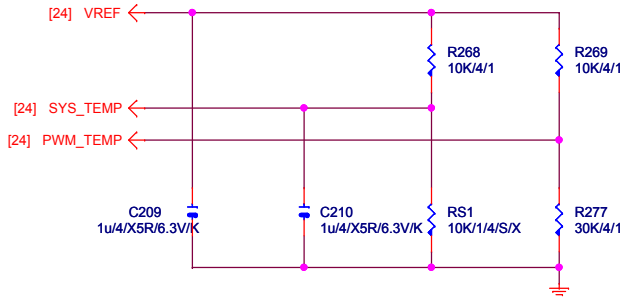 [24] VREF
R268
10K/4/1
R269
10K/4/1
[24] SYS_TEMP
[24] PWM_TEMP
C209
1u/4/X5R/6.3V/K
C210
1u/4/X5R/6.3V/K
RS1
10K/1/4/S/X
R277
30K/4/1